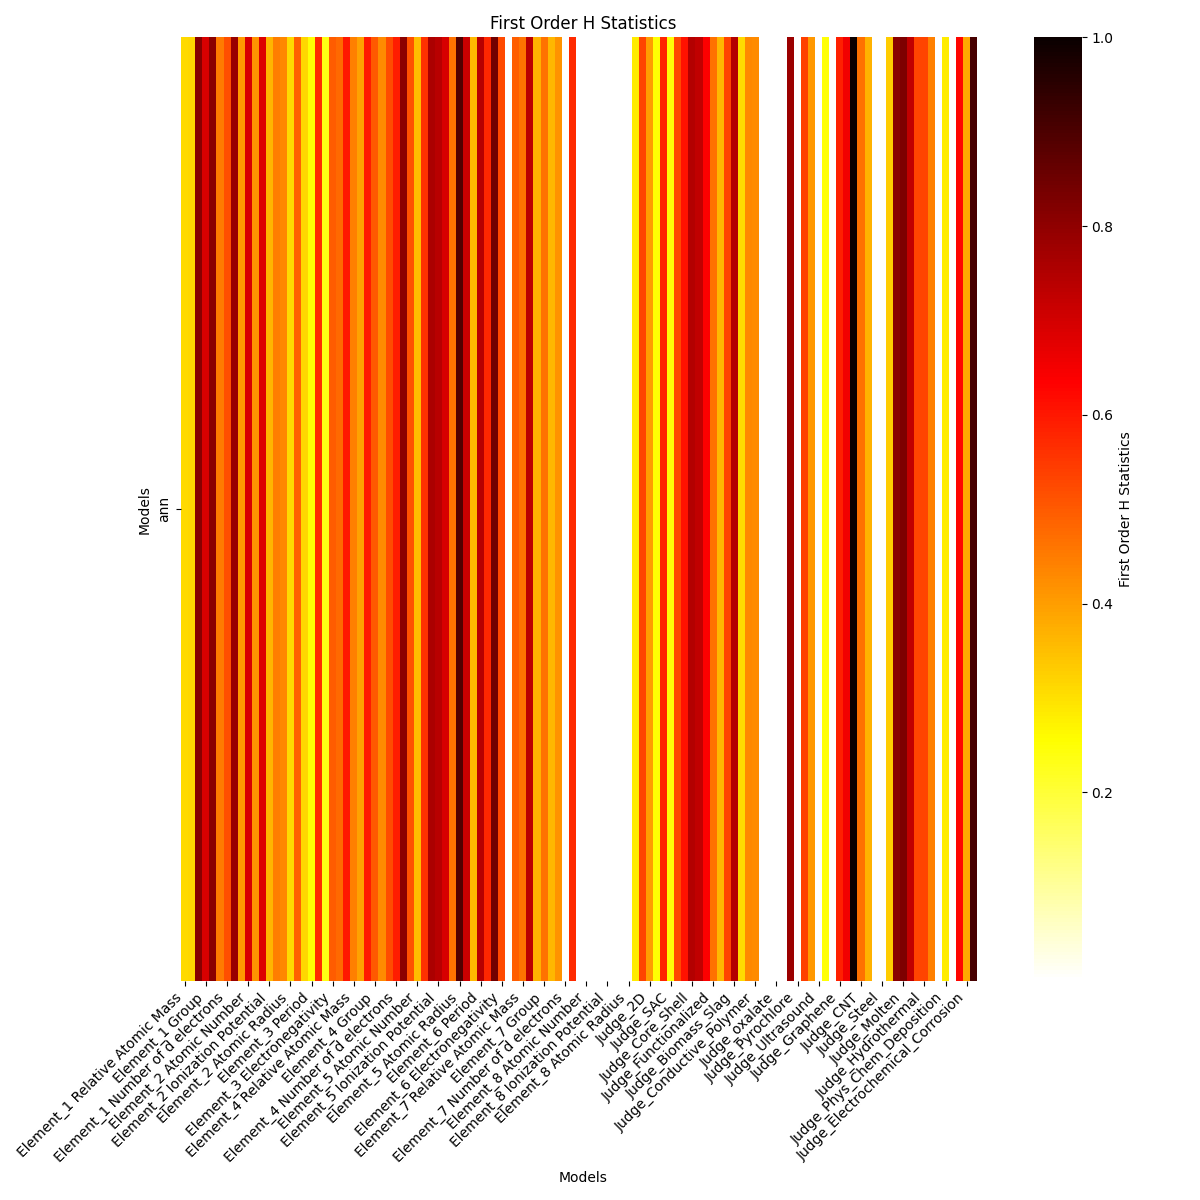 First Order H Statistics
Models
ann
1.0
0.8
0.6
0.4
0.2
First Order H Statistics
Element_1 Relative Atomic Mass
Element_1 Group
Element_1 Number of d electrons
Element_2 Atomic Number
Element_2 Ionization Potential
Element_2 Atomic Radius
Element_3 Period
Element_3 Electronegativity
Element_4 Relative Atomic Mass
Element_4 Group
Element_4 Number of d electrons
Element_5 Atomic Number
Element_5 Ionization Potential
Element_5 Atomic Radius
Element_6 Period
Element_6 Electronegativity
Element_7 Relative Atomic Mass
Element_7 Group
Element_7 Number of d electrons
Element_8 Atomic Number
Element_8 Ionization Potential
Element_8 Atomic Radius
Judge_2D
Judge_SAC
Judge_Core_Shell
Judge_Functionalized
Judge_Biomass_Slag
Judge_Conductive_Polymer
Judge_oxalate
Judge_Pyrochlore
Judge_Ultrasound
Judge_Graphene
Judge_CNT
Judge_Steel
Judge_Molten
Judge_Hydrothermal
Judge_Phys_Chem_Deposition
Judge_Electrochemical_Corrosion
Models